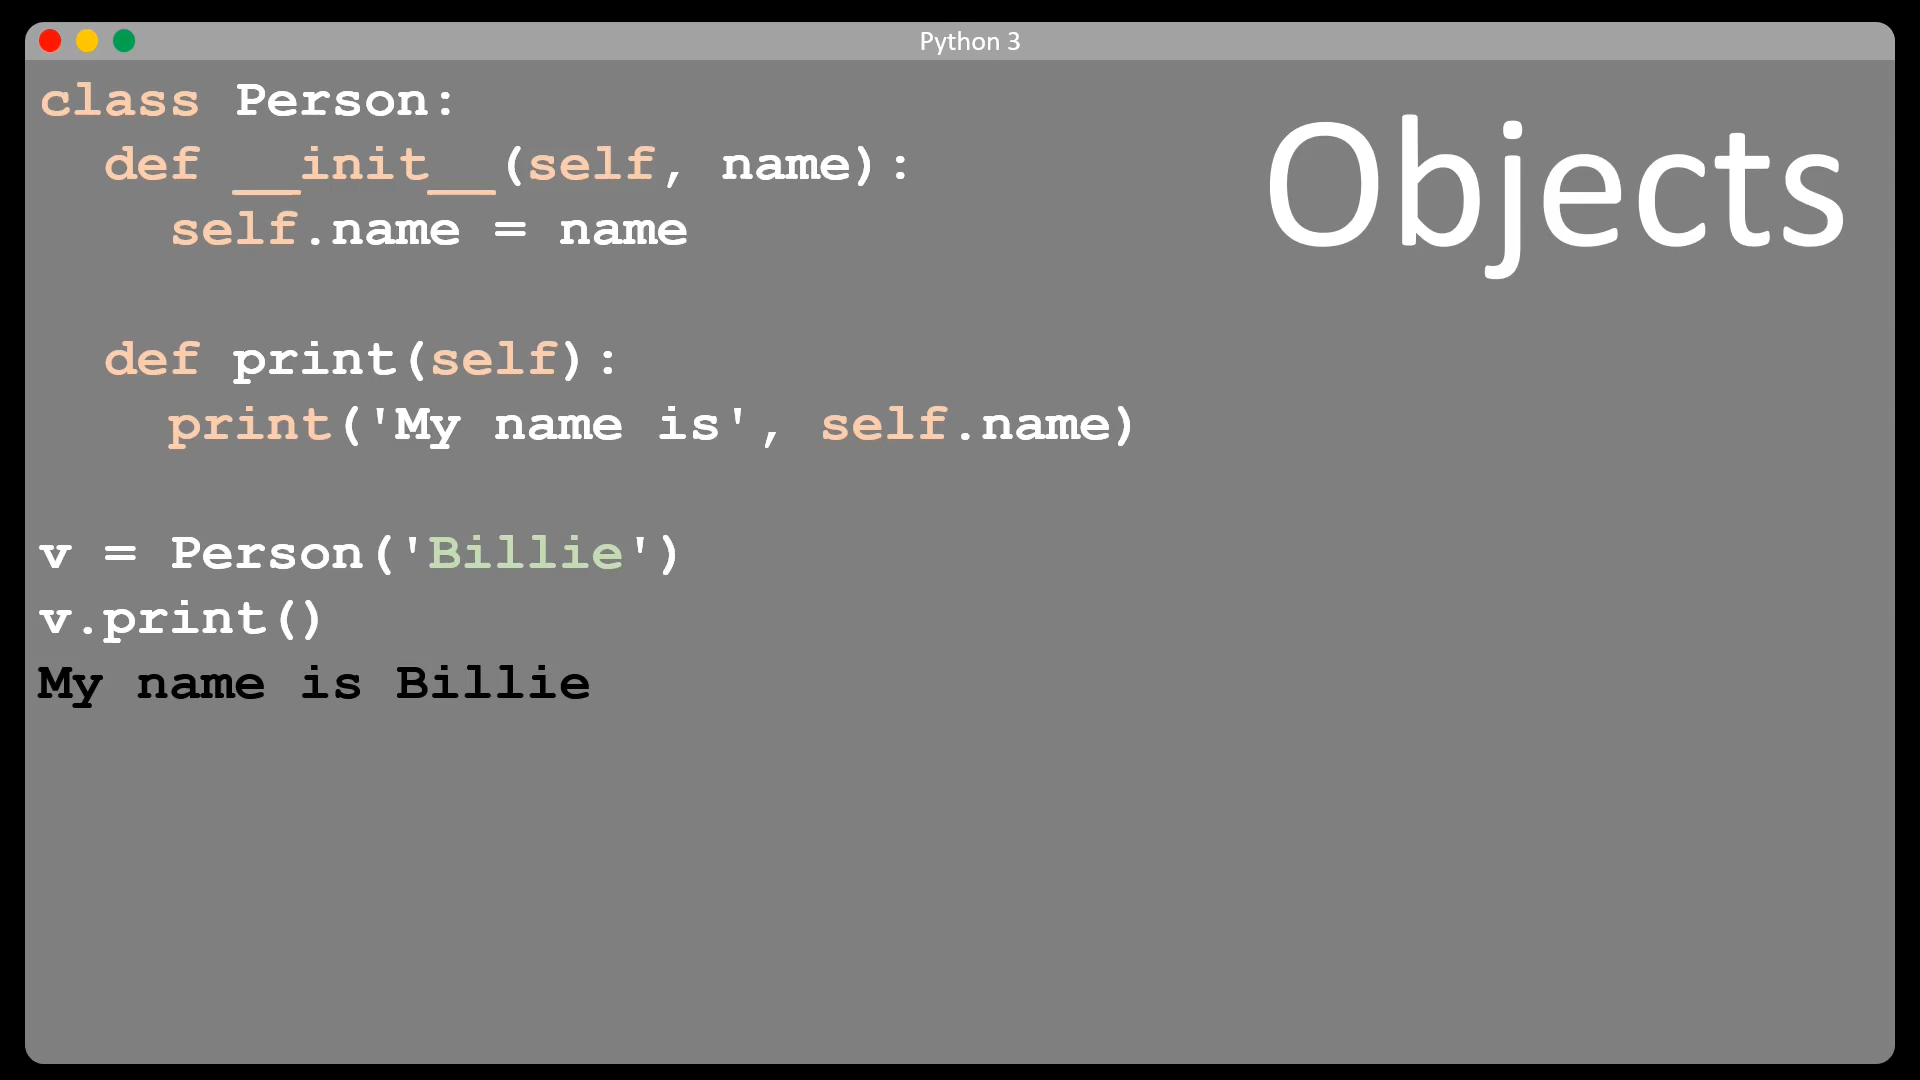 Python 3
class Person:
  def __init__(self, name):
    self.name = name
Objects
  def print(self):
    print('My name is', self.name)
v = Person('Billie')
v.print()
My name is Billie